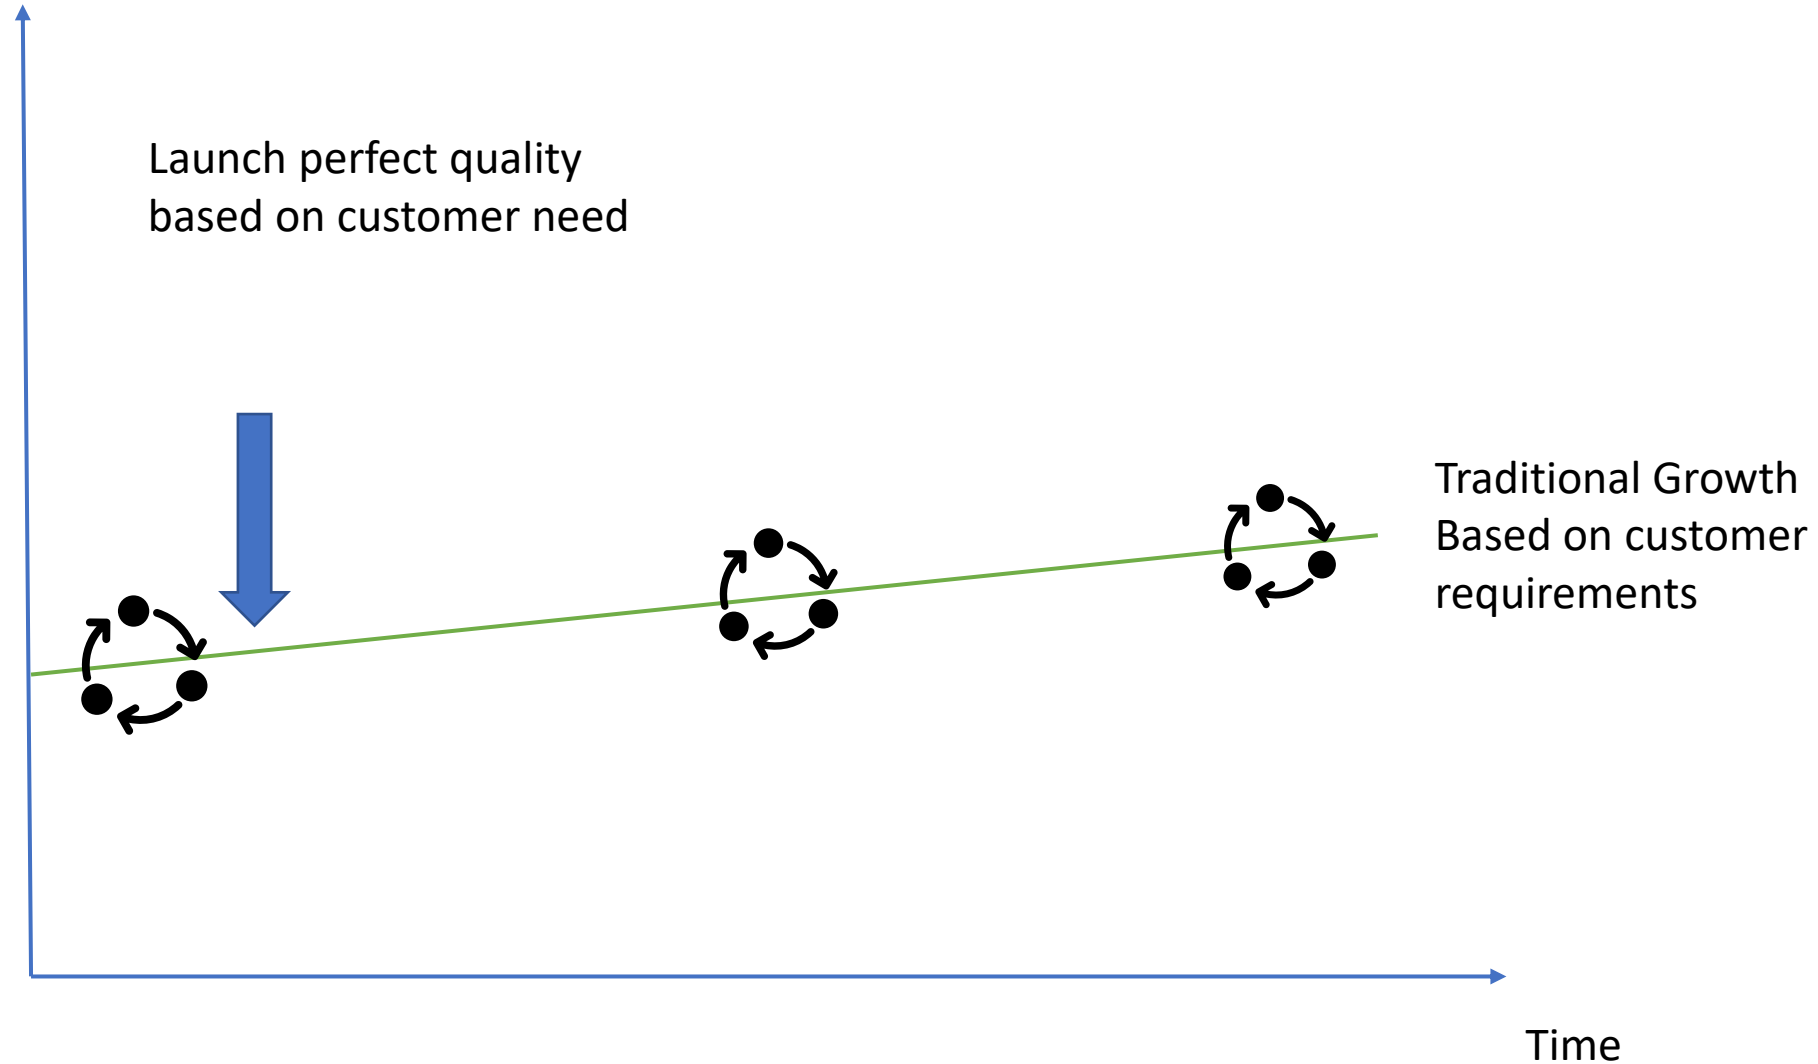 Launch perfect quality
based on customer need
Traditional Growth
Based on customer
requirements
Time